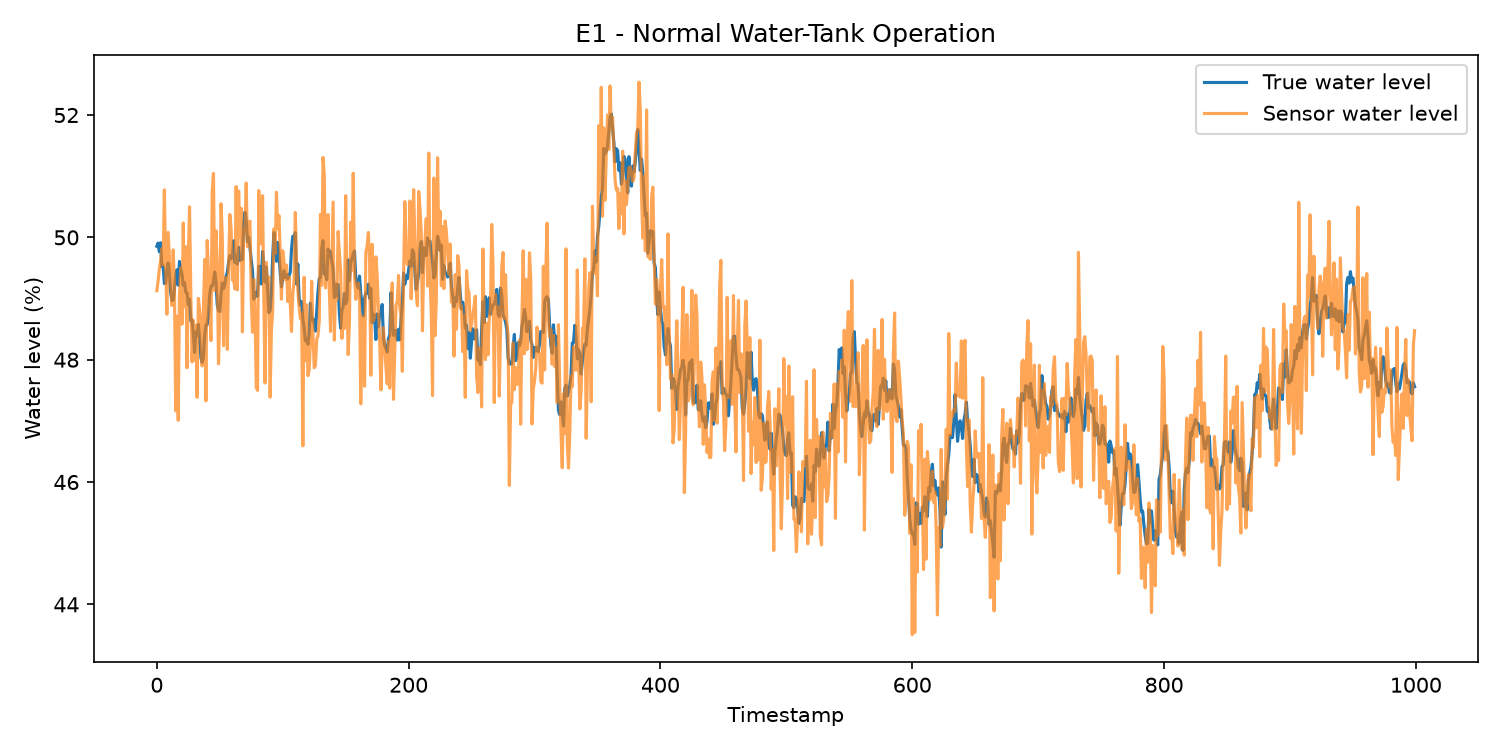 E1 - Normal Water-Tank Operation
True water level
Sensor water level
Water level (%)
52
50
48
46
44
0 200 400 600 800 1000
Timestamp